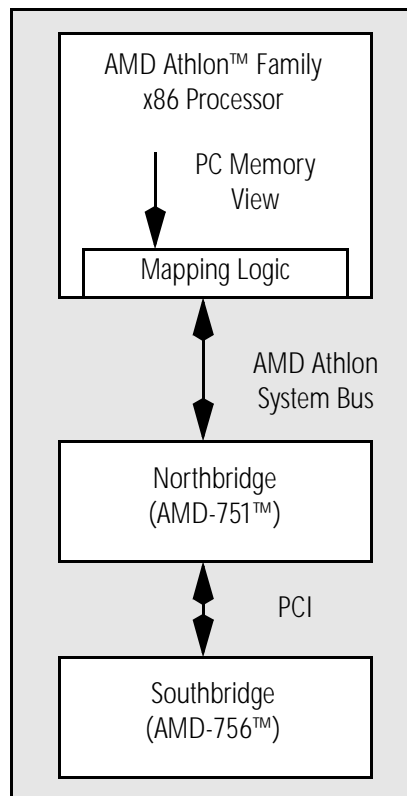 AMD Athlon™ Family
x86 Processor
PC Memory
View
Mapping Logic
AMD Athlon
System Bus
Northbridge
(AMD-751™)
PCI
Southbridge
(AMD-756™)